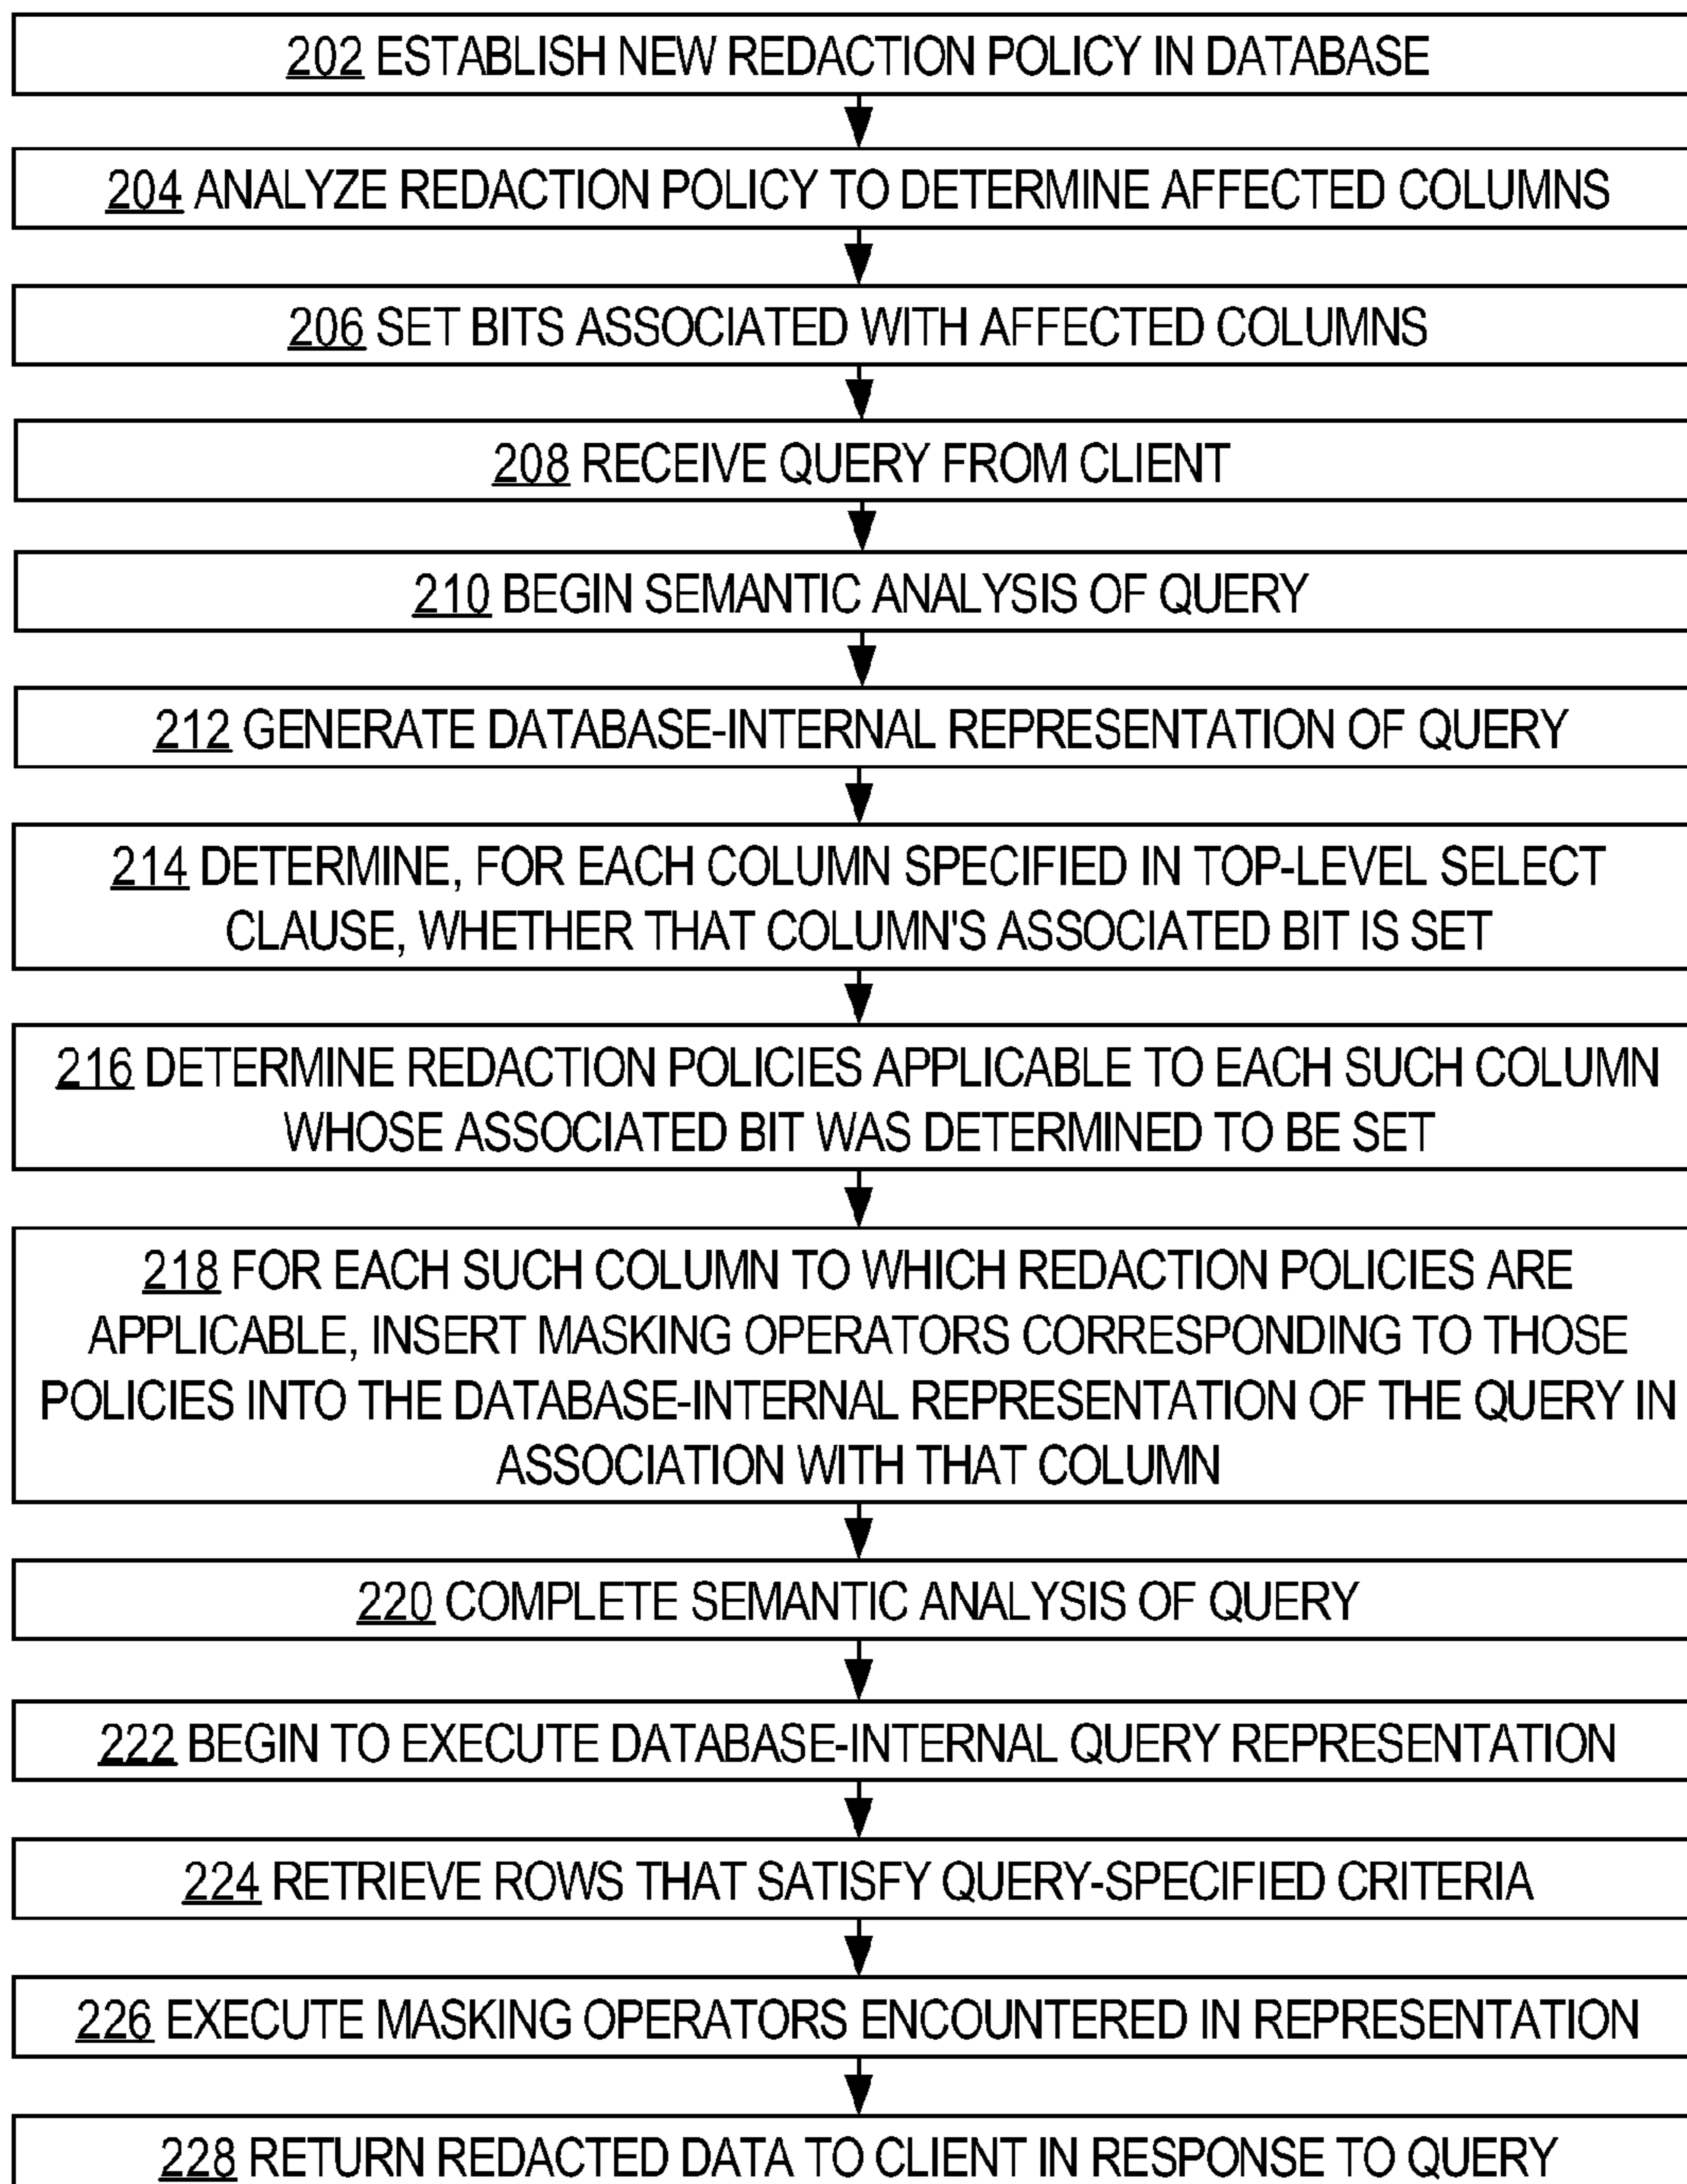 202 ESTABLISH NEW REDACTION POLICY IN DATABASE
204 ANALYZE REDACTION POLICY TO DETERMINE AFFECTED COLUMNS
206 SET BITS ASSOCIATED WITH AFFECTED COLUMNS
208 RECEIVE QUERY FROM CLIENT
210 BEGIN SEMANTIC ANALYSIS OF QUERY
212 GENERATE DATABASE-INTERNAL REPRESENTATION OF QUERY
214 DETERMINE, FOR EACH COLUMN SPECIFIED IN TOP-LEVEL SELECT
CLAUSE, WHETHER THAT COLUMN'S ASSOCIATED BIT IS SET
216 DETERMINE REDACTION POLICIES APPLICABLE TO EACH SUCH COLUMN
WHOSE ASSOCIATED BIT WAS DETERMINED TO BE SET
218 FOR EACH SUCH COLUMN TO WHICH REDACTION POLICIES ARE
APPLICABLE, INSERT MASKING OPERATORS CORRESPONDING TO THOSE
POLICIES INTO THE DATABASE-INTERNAL REPRESENTATION OF THE QUERY IN
ASSOCIATION WITH THAT COLUMN
220 COMPLETE SEMANTIC ANALYSIS OF QUERY
222 BEGIN TO EXECUTE DATABASE-INTERNAL QUERY REPRESENTATION
224 RETRIEVE ROWS THAT SATISFY QUERY-SPECIFIED CRITERIA
226 EXECUTE MASKING OPERATORS ENCOUNTERED IN REPRESENTATION
228 RETURN REDACTED DATA TO CLIENT IN RESPONSE TO QUERY